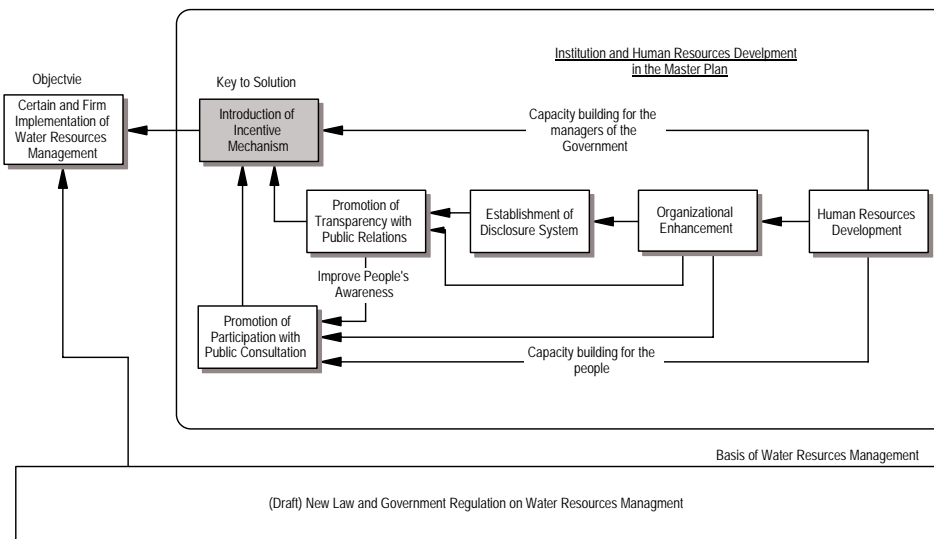 Institution and Human Resources Develpment
in the Master Plan
Objectvie
Certain and Firm
Implementation of
Water Resources
Management
Key to Solution
Introduction of
Incentive
Mechanism
Capacity building for the
managers of the
Government
Promotion of
Transparency with
Public Relations
Establishment of
Disclosure System
Organizational
Enhancement
Human Resources
Development
Improve People's
Awareness
Promotion of
Participation with
Public Consultation
Capacity building for the
people
Basis of Water Resurces Management
(Draft) New Law and Government Regulation on Water Resources Managment